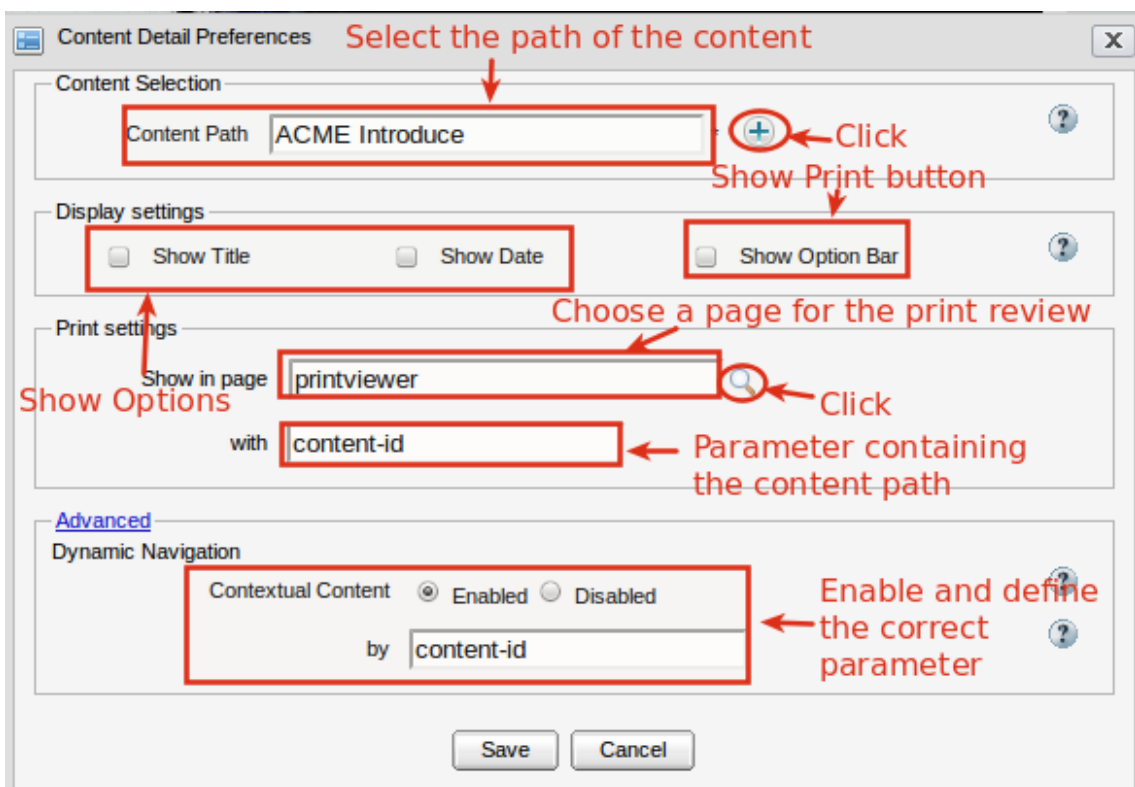 Content Detail Preferences
Select the path of the content
Content Selection
Content Path ACME Introduce *
Click
Show Print button
Display settings
Show Title Show Date Show Option Bar
Choose a page for the print review
Print settings
Show in page printviewer
Show Options
Click
with content-id
Parameter containing
the content path
Advanced
Dynamic Navigation
Contextual Content Enabled Disabled
by content-id
Enable and define
the correct
parameter
Save Cancel